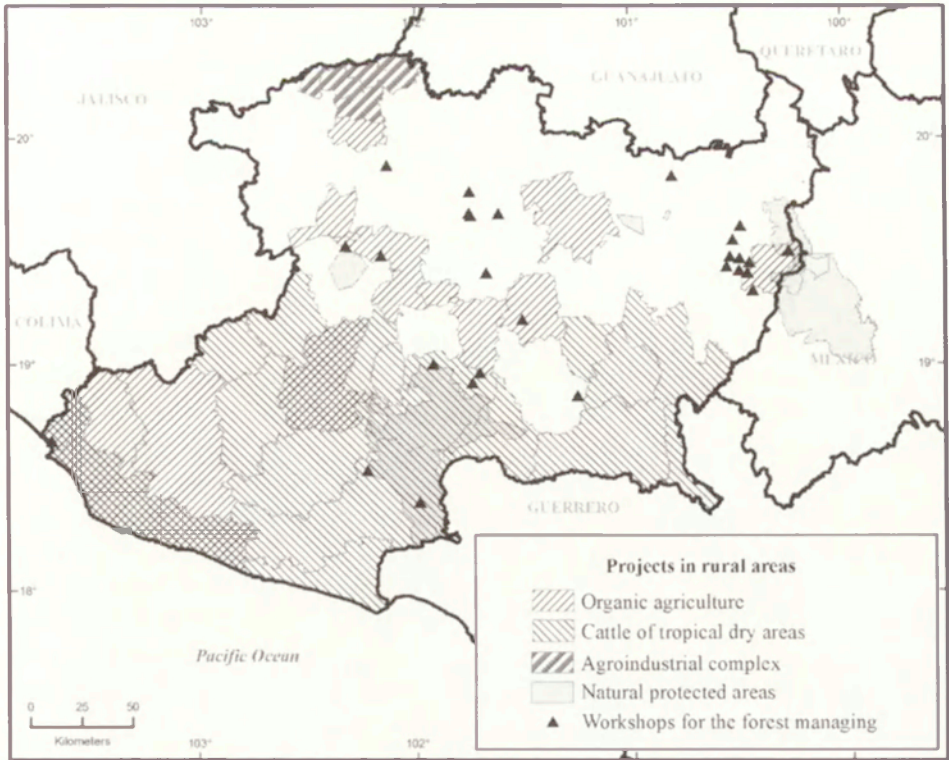 103° 102 101° 100°
QUERETARO
GUANAJUATO
JALISCO
20° 20°
COLIMA
19° 19°
MEXICO
GUERRERO
18°
Projects in rural areas
Organic agriculture
Cattle of tropical dry areas
Agroindustrial complex
Natural protected areas
Workshops for the forest managing
Pacific Ocean
0 25 50
Kilometers
103° 102°